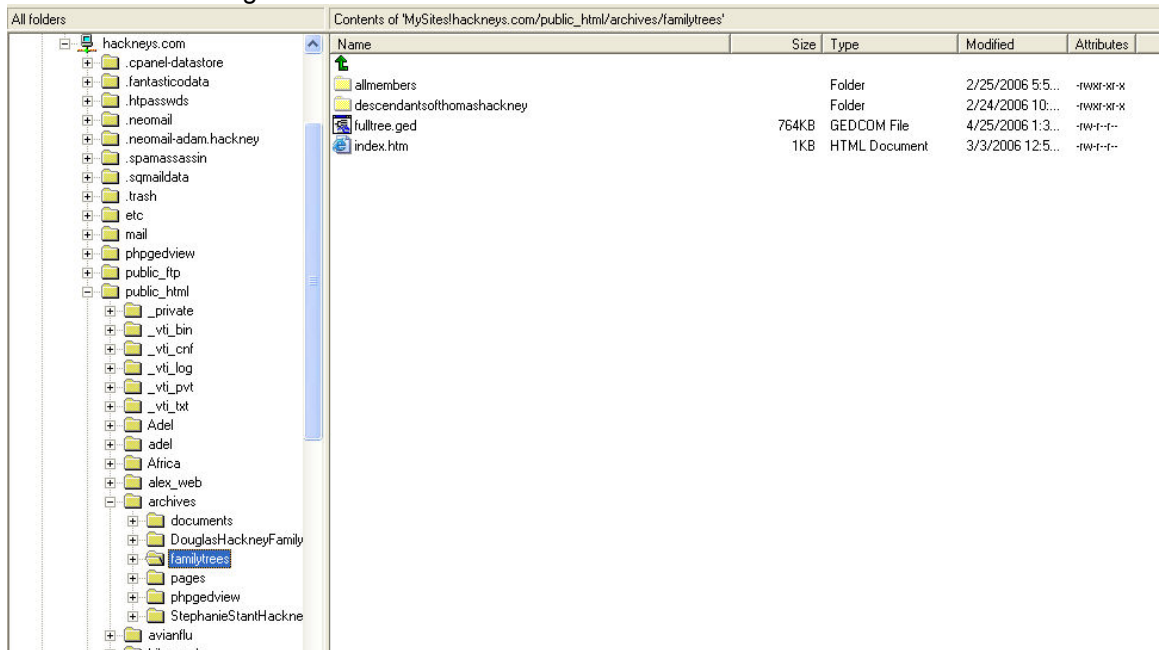 All folders
hackneys.com
.cpanel-datastore
.fantasticodata
.htpasswds
.neomail
.neomail-adam.hackney
.spamassassin
.sqmaildata
.trash
etc
mail
phpgedview
public_ftp
public_html
_private
_vti_bin
_vti_cnf
_vti_log
_vti_pvt
_vti_txt
Adel
adel
Africa
alex_web
archives
documents
DouglasHackneyFamily
familytrees
pages
phpgedview
StephanieStantHackne
avianflu
Contents of 'MySites!hackneys.com/public_html/archives/familytrees'
Name Size Type Modified Attributes
allmembers Folder 2/25/2006 5:5... -rwxr-xr-x
descendantsofthomashackney Folder 2/24/2006 10:... -rwxr-xr-x
fulltree.ged 764KB GEDCOM File 4/25/2006 1:3... -rw-r--r--
index.htm 1KB HTML Document 3/3/2006 12:5... -rw-r--r--